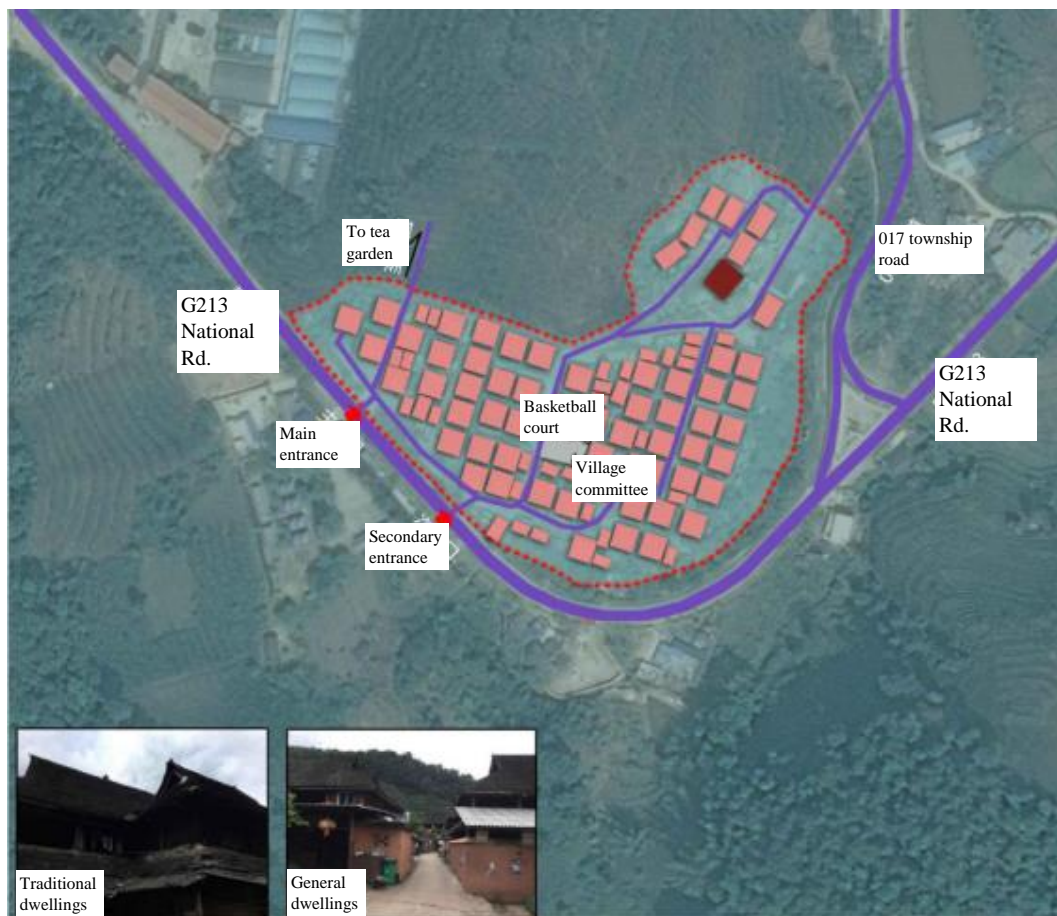 To tea
garden
017 township
road
G213
National
Rd.
G213
National
Rd.
Basketball
court
Main
entrance
Village
committee
Secondary
entrance
Traditional
dwellings
General
dwellings